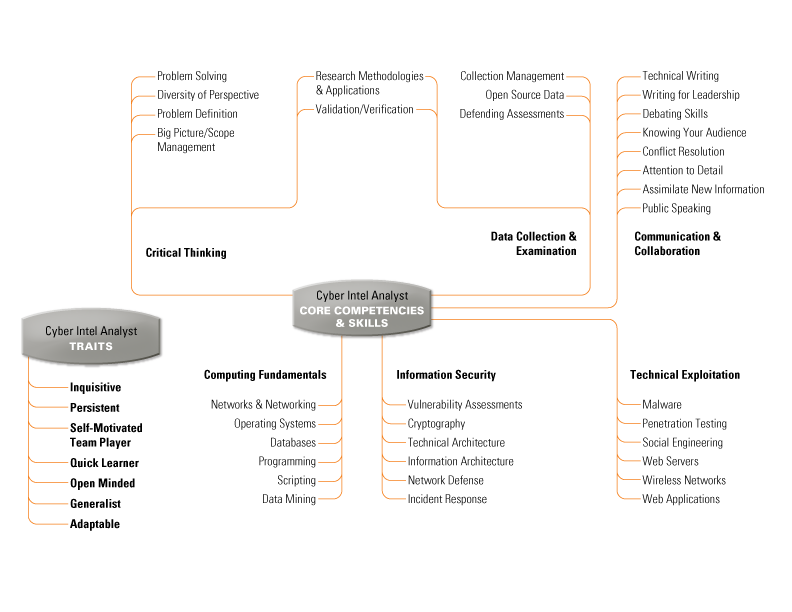 Problem Solving
Diversity of Perspective
Problem Definition
Big Picture/Scope
Management
Critical Thinking
Research Methodologies
& Applications
Validation/Verification
Collection Management
Open Source Data
Defending Assessments
Data Collection &
Examination
Technical Writing
Writing for Leadership
Debating Skills
Knowing Your Audience
Conflict Resolution
Attention to Detail
Assimilate New Information
Public Speaking
Communication &
Collaboration
Cyber Intel Analyst
CORE COMPETENCIES
& SKILLS
Cyber Intel Analyst
TRAITS
Inquisitive
Persistent
Self-Motivated
Team Player
Quick Learner
Open Minded
Generalist
Adaptable
Computing Fundamentals
Networks & Networking
Operating Systems
Databases
Programming
Scripting
Data Mining
Information Security
Vulnerability Assessments
Cryptography
Technical Architecture
Information Architecture
Network Defense
Incident Response
Technical Exploitation
Malware
Penetration Testing
Social Engineering
Web Servers
Wireless Networks
Web Applications